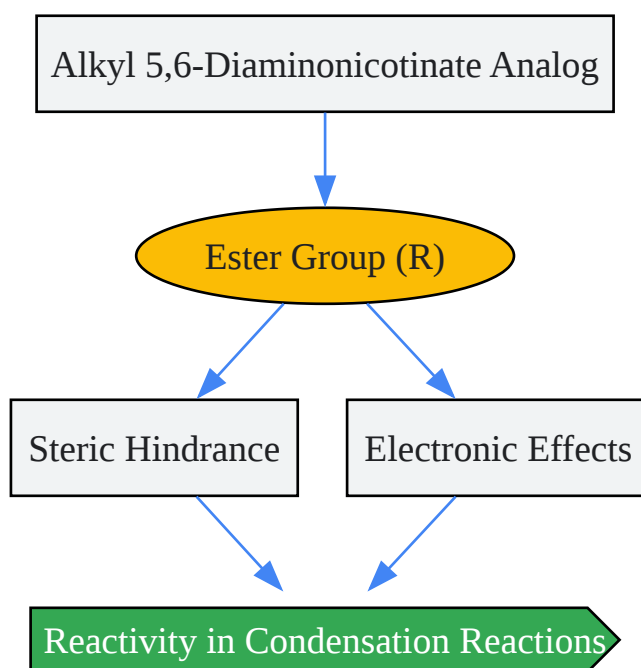 Alkyl 5,6-Diaminonicotinate Analog
Ester Group (R)
Steric Hindrance
Electronic Effects
Reactivity in Condensation Reactions